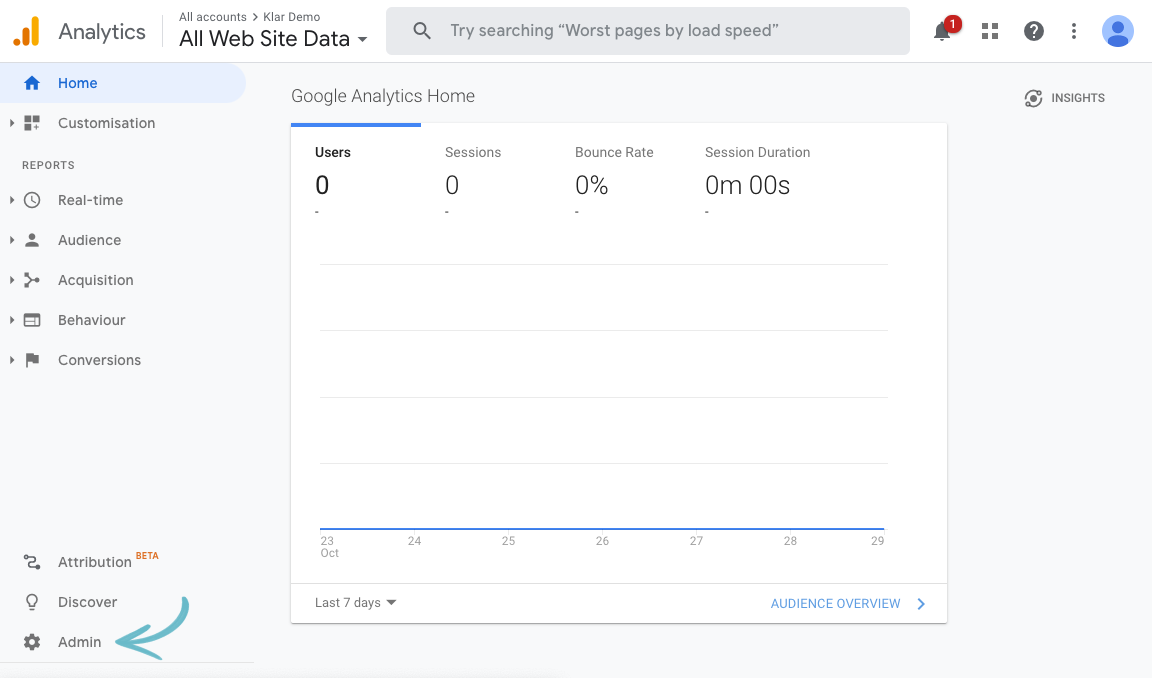 Analytics
All accounts > Klar Demo
All Web Site Data
Try searching “Worst pages by load speed”
1
Home
Customisation
REPORTS
Real-time
Audience
Acquisition
Behaviour
Conversions
Attribution BETA
Discover
Admin
Google Analytics Home
INSIGHTS
Users Sessions Bounce Rate Session Duration
0 0 0% 0m 00s
- - - -
23 24 25 26 27 28 29
Oct
Last 7 days
AUDIENCE OVERVIEW